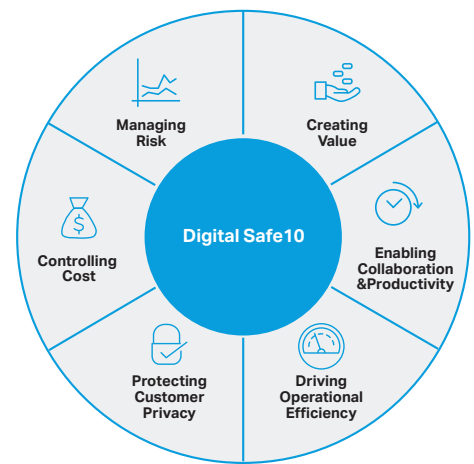 Managing
Risk
Creating
Value
Digital Safe10
Controlling
Cost
$
Enabling
Collaboration
&Productivity
Protecting
Customer
Privacy
Driving
Operational
Efficiency